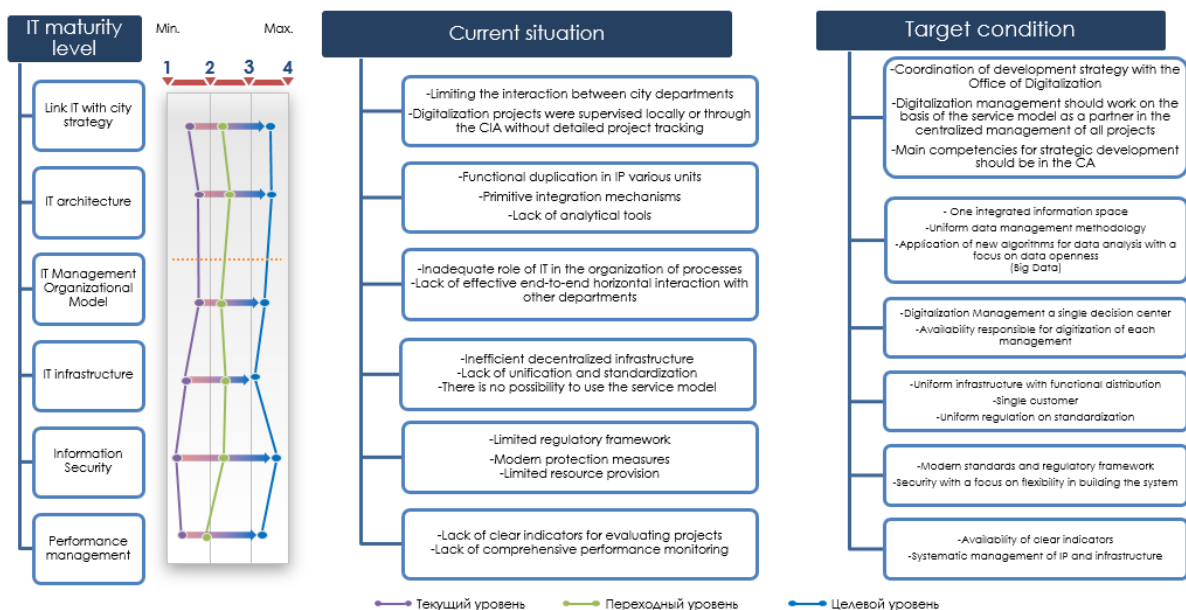 IT maturity
level
Min.
Max.
1 2 3 4
Link IT with city
strategy
IT architecture
IT Management
Organizational
Model
IT infrastructure
Information
Security
Performance
management
Current situation
-Limiting the interaction between city departments
-Digitalization projects were supervised locally or through
the CIA without detailed project tracking
-Functional duplication in IP various units
-Primitive integration mechanisms
-Lack of analytical tools
-Inadequate role of IT in the organization of processes
-Lack of effective end-to-end horizontal interaction with
other departments
-Inefficient decentralized infrastructure
-Lack of unification and standardization
-There is no possibility to use the service model
-Limited regulatory framework
-Modern protection measures
-Limited resource provision
-Lack of clear indicators for evaluating projects
-Lack of comprehensive performance monitoring
Target condition
-Coordination of development strategy with the
Office of Digitalization
-Digitalization management should work on the
basis of the service model as a partner in the
centralized management of all projects
-Main competencies for strategic development
should be in the CA
- One integrated information space
-Uniform data management methodology
-Application of new algorithms for data analysis with a
focus on data openness
(Big Data)
-Digitalization Management a single decision center
-Availability responsible for digitization of each
management
-Uniform infrastructure with functional distribution
-Single customer
-Uniform regulation on standardization
-Modern standards and regulatory framework
-Security with a focus on flexibility in building the system
-Availability of clear indicators
-Systematic management of IP and infrastructure
Текущий уровень
Переходный уровень
Целевой уровень